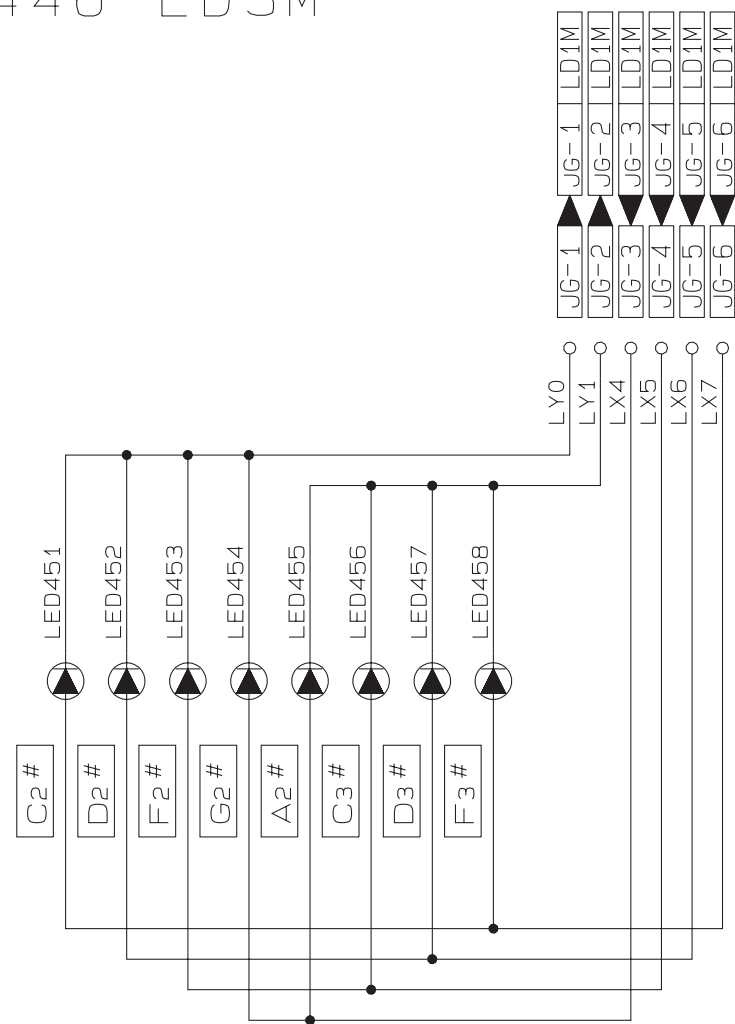 JG-1 LD1M
JG-2 LD1M
JG-3 LD1M
JG-4 LD1M
JG-5 LD1M
JG-6 LD1M
JG-1
JG-2
JG-3
JG-4
JG-5
JG-6
LY0
LY1
LX4
LX5
LX6
LX7
LED451
LED452
LED453
LED454
LED455
LED456
LED457
LED458
C2#
D2#
F2#
G2#
A2#
C3#
D3#
F3#